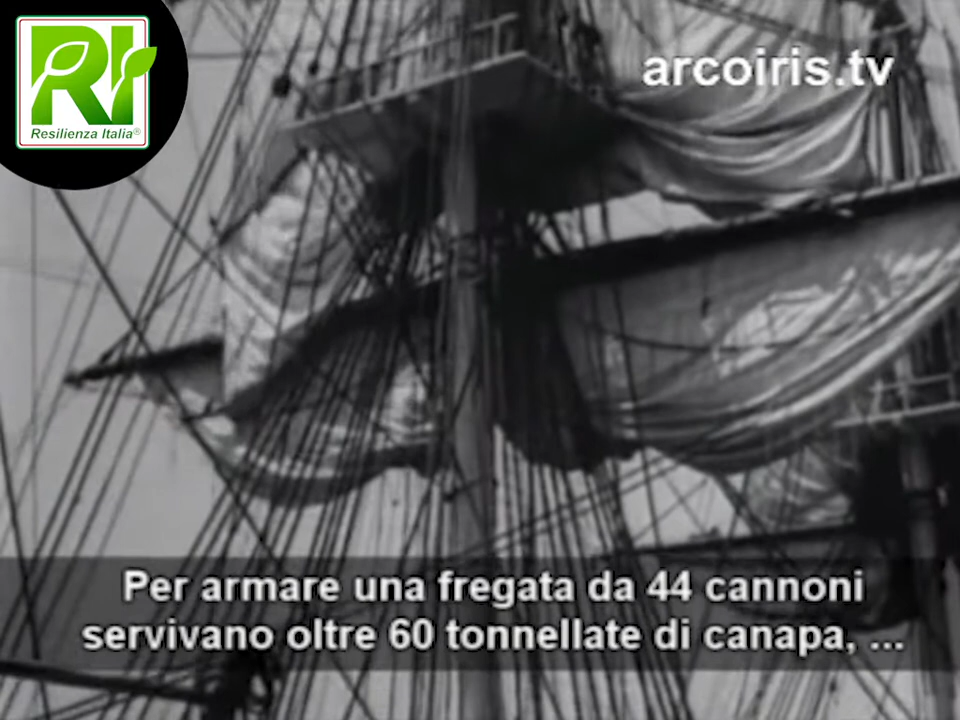 RI
Resilienza Italia®
arcoiris.tv
Per armare una fregata da 44 cannoni
servivano oltre 60 tonnellate di canapa, ...